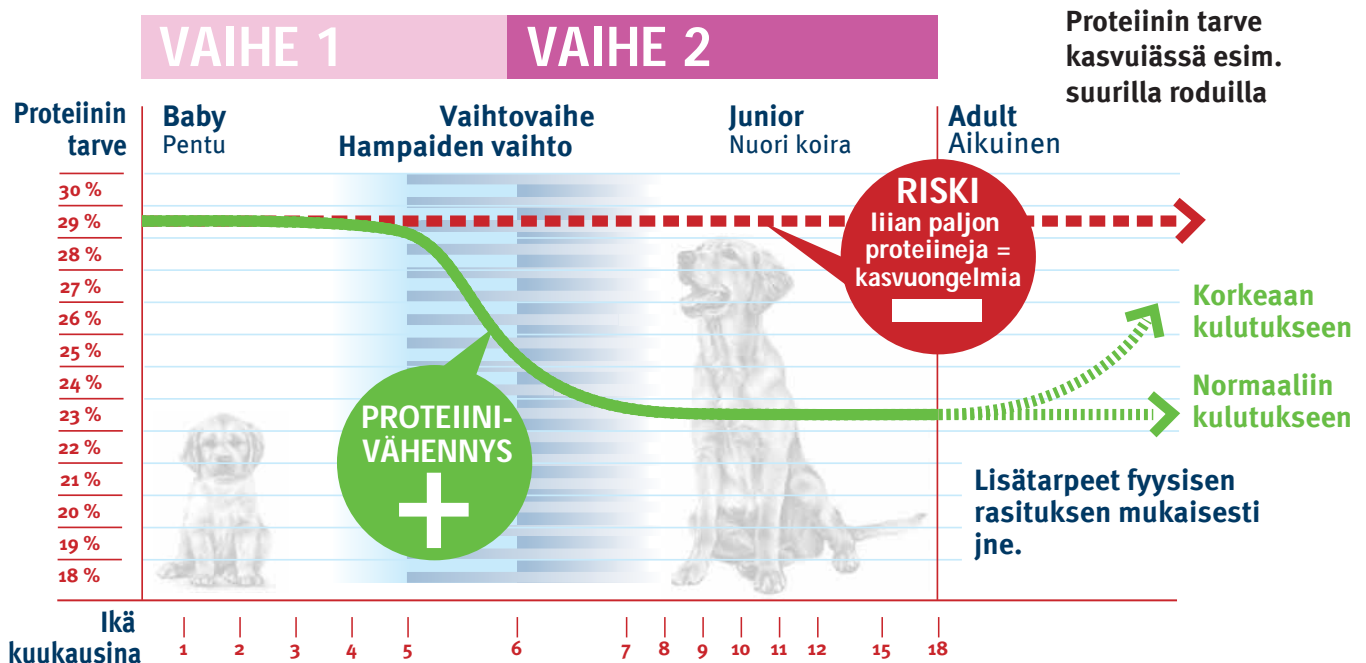 VAIHE 1
VAIHE 2
Proteiinin tarve
kasvuiässä esim.
suurilla roduilla
Proteiinin
tarve
Baby
Pentu
Vaihtovaihe
Hampaiden vaihto
Junior
Nuori koira
Adult
Aikuinen
30 %
29 %
28 %
27 %
26 %
25 %
24 %
23 %
22 %
21 %
20 %
19 %
18 %
RISKI
liian paljon
proteiineja =
kasvuongelmia
PROTEIINI-
VÄHENNYS
Korkeaan
kulutukseen
Normaaliin
kulutukseen
Lisätarpeet fyysisen
rasituksen mukaisesti
jne.
Ikä
kuukausina
1 2 3 4 5 6 7 8 9 10 11 12 15 18